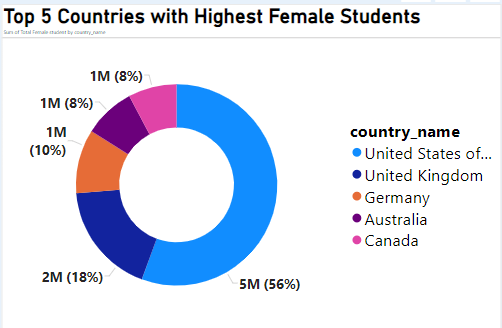 Top 5 Countries with Highest Female Students
Sum of Total Female student by country_name
1M (8%)
1M (8%)
1M
(10%)
2M (18%)
5M (56%)
country_name
United States of...
United Kingdom
Germany
Australia
Canada